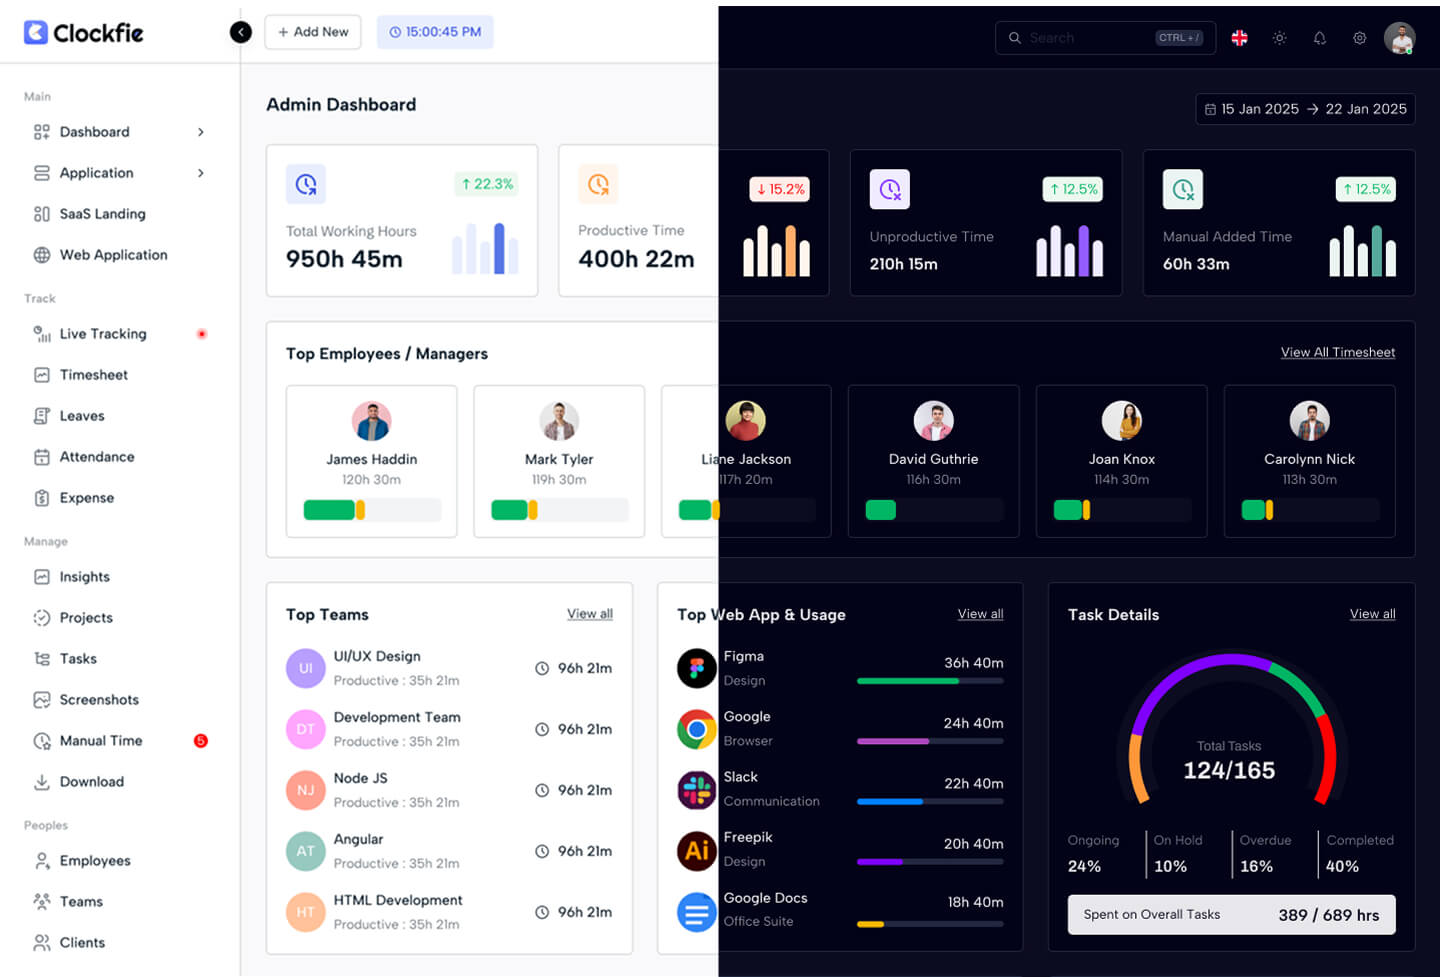 Clockfie
Add New
15:00:45 PM
Search
CTRL + /
Main
Dashboard
Application
SaaS Landing
Web Application
Track
Live Tracking
Timesheet
Leaves
Attendance
Expense
Manage
Insights
Projects
Tasks
Screenshots
Manual Time
5
Download
Peoples
Employees
Teams
Clients
Admin Dashboard
15 Jan 2025 → 22 Jan 2025
↑ 22.3%
Total Working Hours
950h 45m
↓ 15.2%
Productive Time
400h 22m
↑ 12.5%
Unproductive Time
210h 15m
↑ 12.5%
Manual Added Time
60h 33m
Top Employees / Managers
View All Timesheet
James Haddin
120h 30m
Mark Tyler
119h 30m
Liane Jackson
117h 20m
David Guthrie
116h 30m
Joan Knox
114h 30m
Carolynn Nick
113h 30m
Top Teams
View all
UI
UI/UX Design
Productive : 35h 21m
96h 21m
DT
Development Team
Productive : 35h 21m
96h 21m
NJ
Node JS
Productive : 35h 21m
96h 21m
AT
Angular
Productive : 35h 21m
96h 21m
HT
HTML Development
Productive : 35h 21m
96h 21m
Top Web App & Usage
View all
Figma
Design
36h 40m
Google
Browser
24h 40m
Slack
Communication
22h 40m
Ai
Freepik
Design
20h 40m
Google Docs
Office Suite
18h 40m
Task Details
View all
Total Tasks
124/165
Ongoing
24%
On Hold
10%
Overdue
16%
Completed
40%
Spent on Overall Tasks
389 / 689 hrs